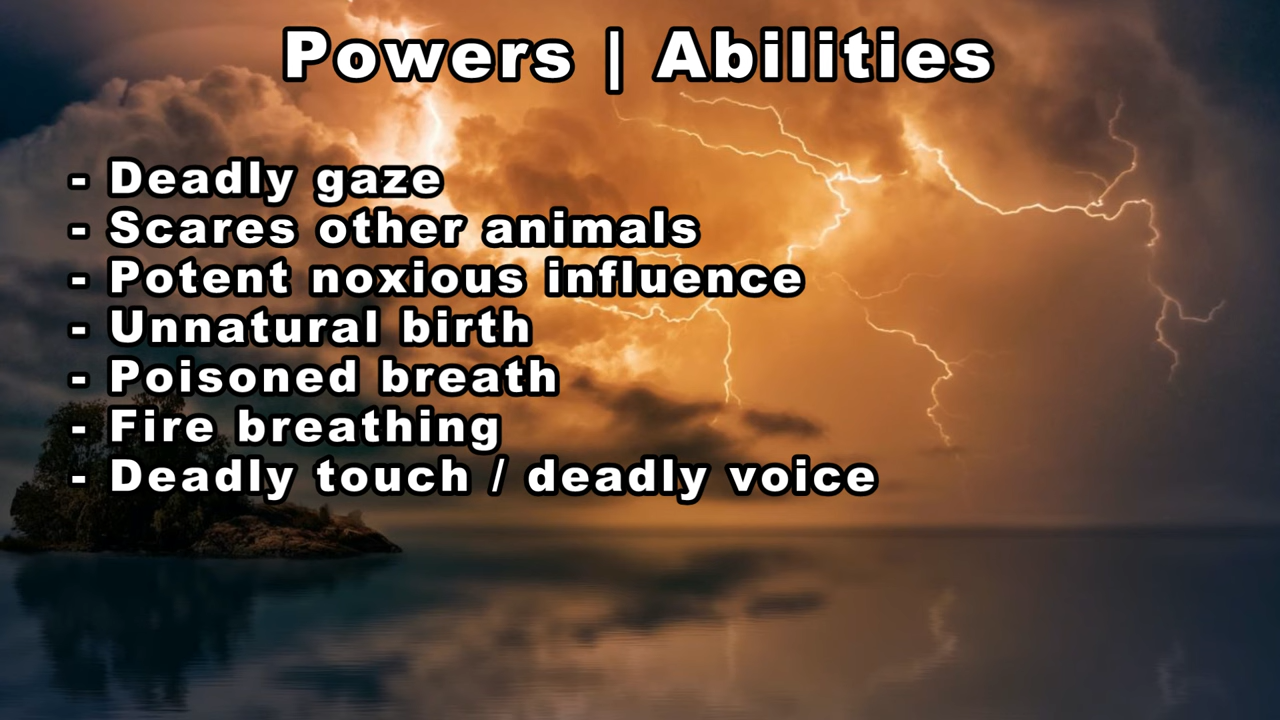 Powers | Abilities
- Deadly gaze
- Scares other animals
- Potent noxious influence
- Unnatural birth
- Poisoned breath
- Fire breathing
- Deadly touch / deadly voice